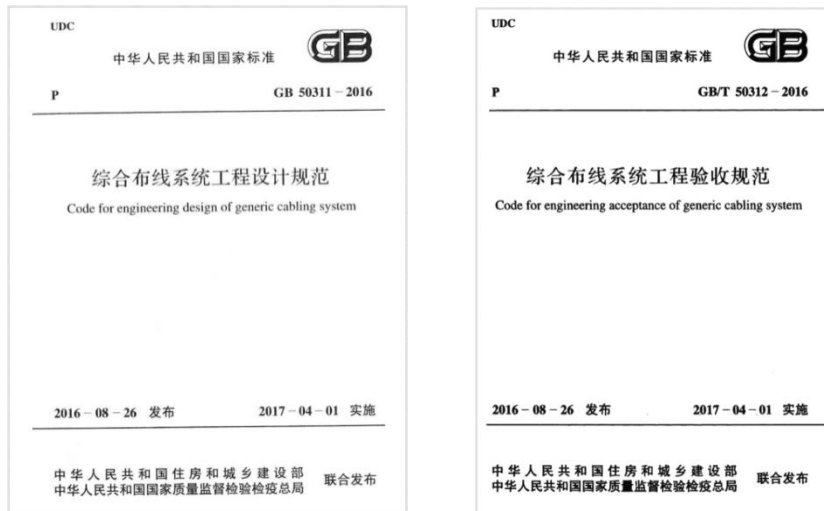 UDC
中华人民共和国国家标准
GB
P
GB 50311－2016
综合布线系统工程设计规范
Code for engineering design of generic cabling system
2016－08－26 发布
2017－04－01 实施
中华人民共和国住房和城乡建设部
中华人民共和国国家质量监督检验检疫总局
联合发布
UDC
中华人民共和国国家标准
GB
P
GB/T 50312－2016
综合布线系统工程验收规范
Code for engineering acceptance of generic cabling system
2016－08－26 发布
2017－04－01 实施
中华人民共和国住房和城乡建设部
中华人民共和国国家质量监督检验检疫总局
联合发布